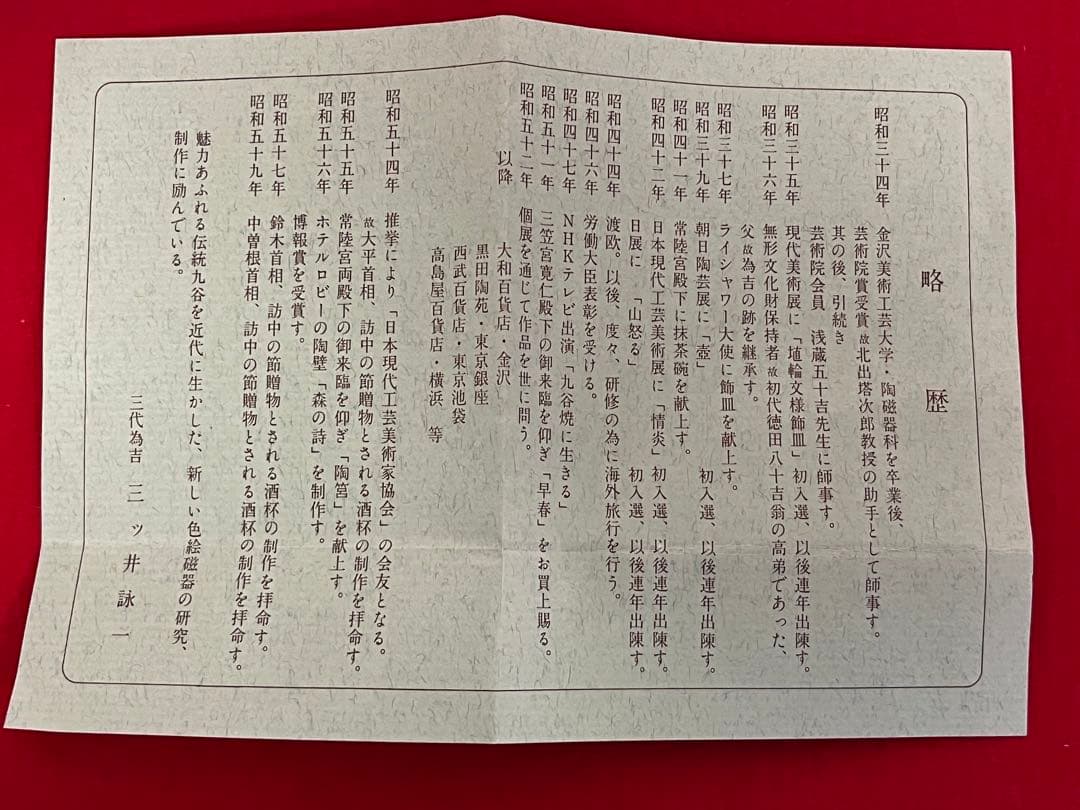 略歴
昭和三十四年 金沢美術工芸大学・陶磁器科を卒業後、
芸術院賞受賞故北出塔次郎教授の助手として師事す。
其の後、引続き
芸術院会員 浅蔵五十吉先生に師事す。
昭和三十五年 現代美術展に「埴輪文様飾皿」初入選、以後連年出陳す。
昭和三十六年 無形文化財保持者故初代徳田八十吉翁の高弟であった、
父故為吉の跡を継承す。
昭和三十七年 ライシャワー大使に飾皿を献上す。
昭和三十九年 朝日陶芸展に「壺」 初入選、以後連年出陳す。
昭和四十一年 常陸宮殿下に抹茶碗を献上す。
昭和四十二年 日本現代工芸美術展に「情炎」 初入選、以後連年出陳す。
日展に 「山怒る」 初入選、以後連年出陳す。
昭和四十四年 渡欧。以後、度々、研修の為に海外旅行を行う。
昭和四十六年 労働大臣表彰を受ける。
昭和四十七年 NHKテレビ出演「九谷焼に生きる」
昭和五十一年 三笠宮寛仁殿下の御来臨を仰ぎ「早春」をお買上賜る。
昭和五十二年 個展を通じて作品を世に問う。
以降 大和百貨店・金沢
黒田陶苑・東京銀座
西武百貨店・東京池袋
高島屋百貨店・横浜 等
昭和五十四年 推挙により「日本現代工芸美術家協会」の会友となる。
故大平首相、訪中の節贈物とされる酒杯の制作を拝命す。
昭和五十五年 常陸宮両殿下の御来臨を仰ぎ「陶筥」を献上す。
昭和五十六年 ホテルロビーの陶壁「森の詩」を制作す。
博報賞を受賞す。
昭和五十七年 鈴木首相、訪中の節贈物とされる酒杯の制作を拝命す。
昭和五十九年 中曽根首相、訪中の節贈物とされる酒杯の制作を拝命す。
魅力あふれる伝統九谷を近代に生かした、新しい色絵磁器の研究、
制作に励んでいる。
三代為吉 三ッ井詠一